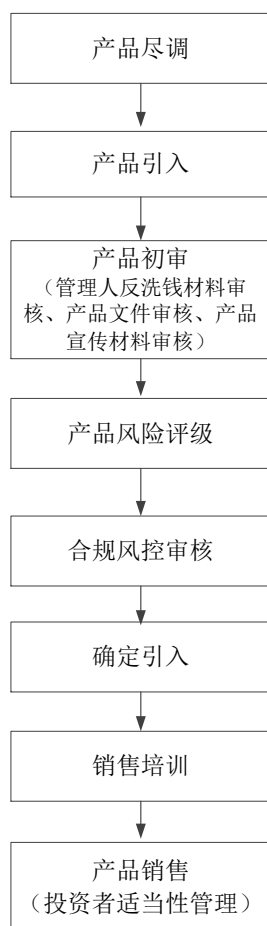 产品尽调
产品引入
产品初审
（管理人反洗钱材料审
核、产品文件审核、产品
宣传材料审核）
产品风险评级
合规风控审核
确定引入
销售培训
产品销售
（投资者适当性管理）